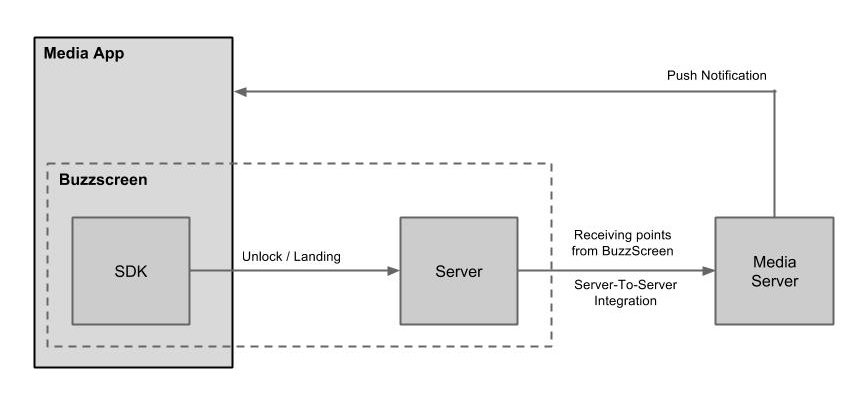 Media App
Push Notification
Buzzscreen
SDK
Unlock / Landing
Server
Receiving points
from BuzzScreen
Server-To-Server
Integration
Media
Server